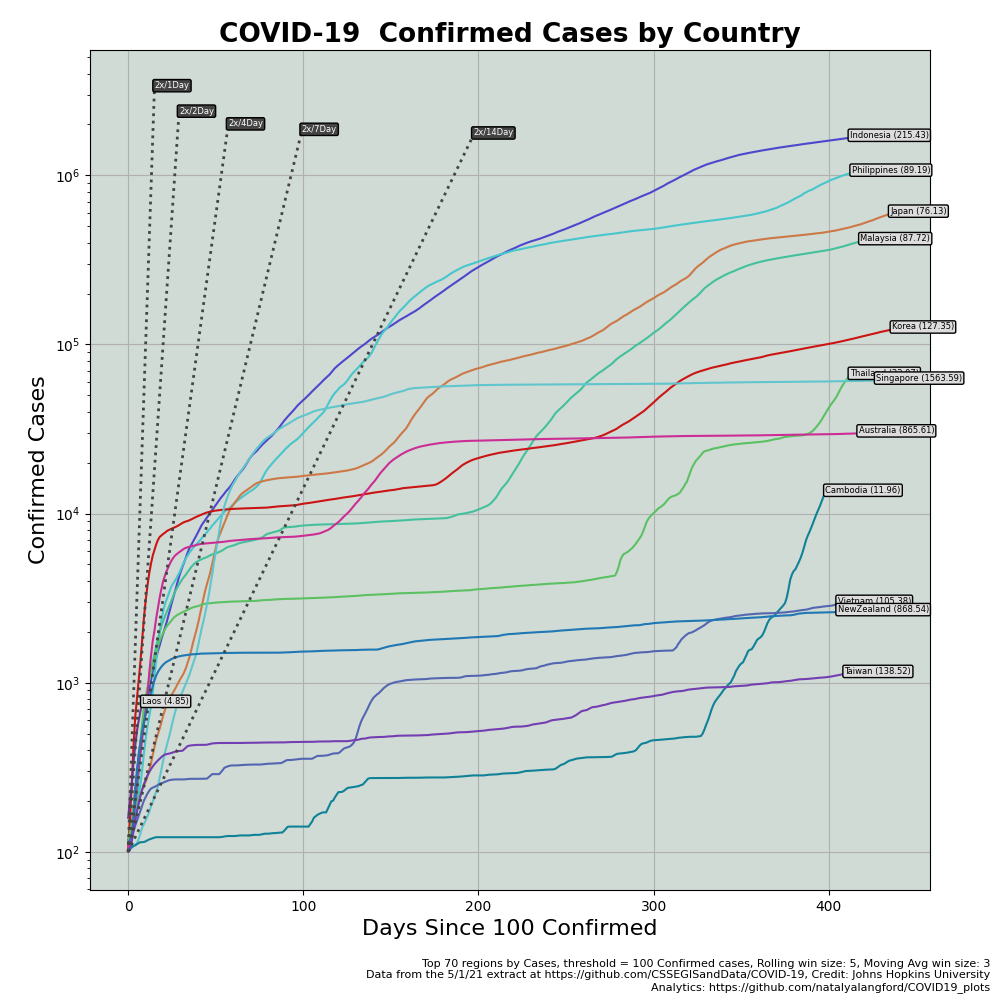 COVID-19 Confirmed Cases by Country
2x/1Day
2x/2Day
2x/4Day
2x/7Day
2x/14Day
Indonesia (215.43)
Philippines (89.19)
Japan (76.13)
Malaysia (87.72)
Korea (127.35)
Singapore (1563.59)
Australia (865.61)
Cambodia (11.96)
Vietnam (105.38)
NewZealand (868.54)
Taiwan (138.52)
Laos (4.85)
10^6
10^5
10^4
10^3
10^2
Confirmed Cases
0 100 200 300 400
Days Since 100 Confirmed
Top 70 regions by Cases, threshold = 100 Confirmed cases, Rolling win size: 5, Moving Avg win size: 3
Data from the 5/1/21 extract at https://github.com/CSSEGISandData/COVID-19, Credit: Johns Hopkins University
Analytics: https://github.com/natalyalangford/COVID19_plots